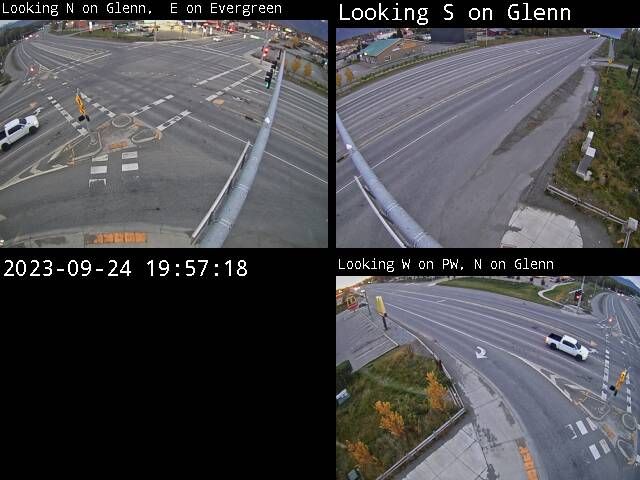 Looking N on Glenn, E on Evergreen
Looking S on Glenn
2023-09-24 19:57:18
Looking W on PW, N on Glenn